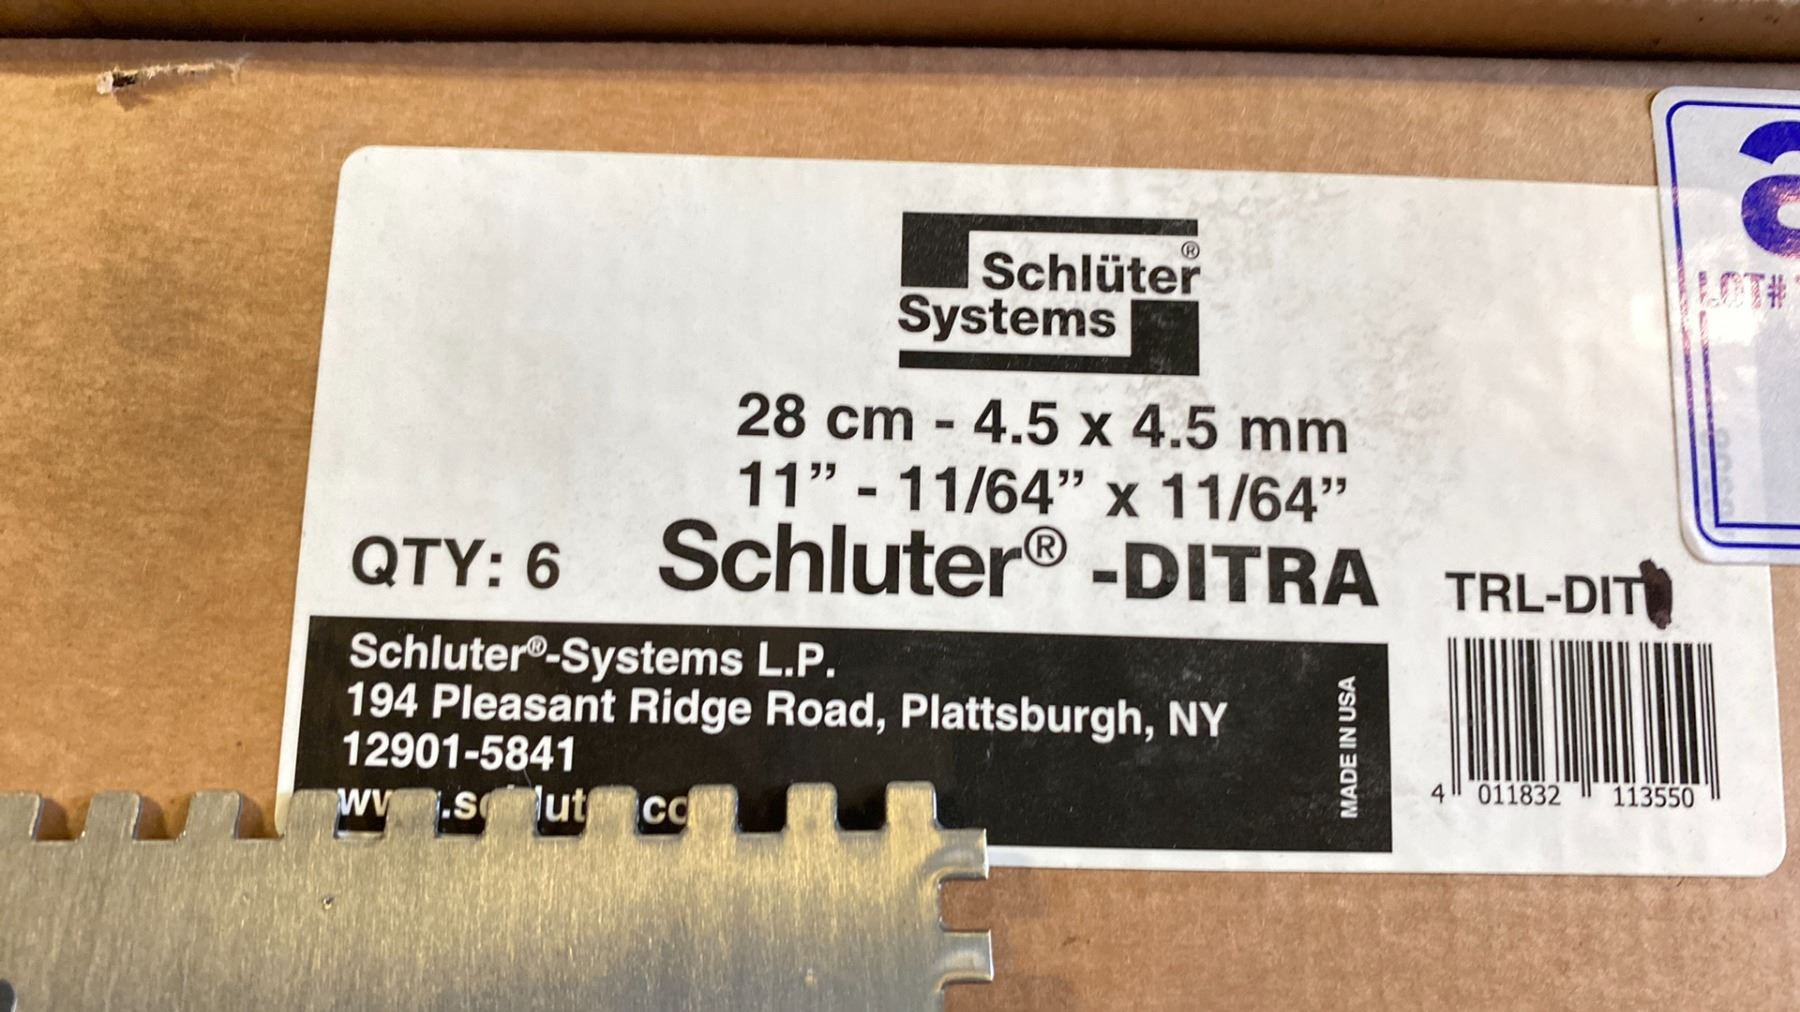 Schlüter®
Systems
28 cm - 4.5 x 4.5 mm
11” - 11/64” x 11/64”
QTY: 6
Schluter® -DITRA
TRL-DIT
Schluter®-Systems L.P.
194 Pleasant Ridge Road, Plattsburgh, NY
12901-5841
MADE IN USA
4 011832 113550
a
LOT#